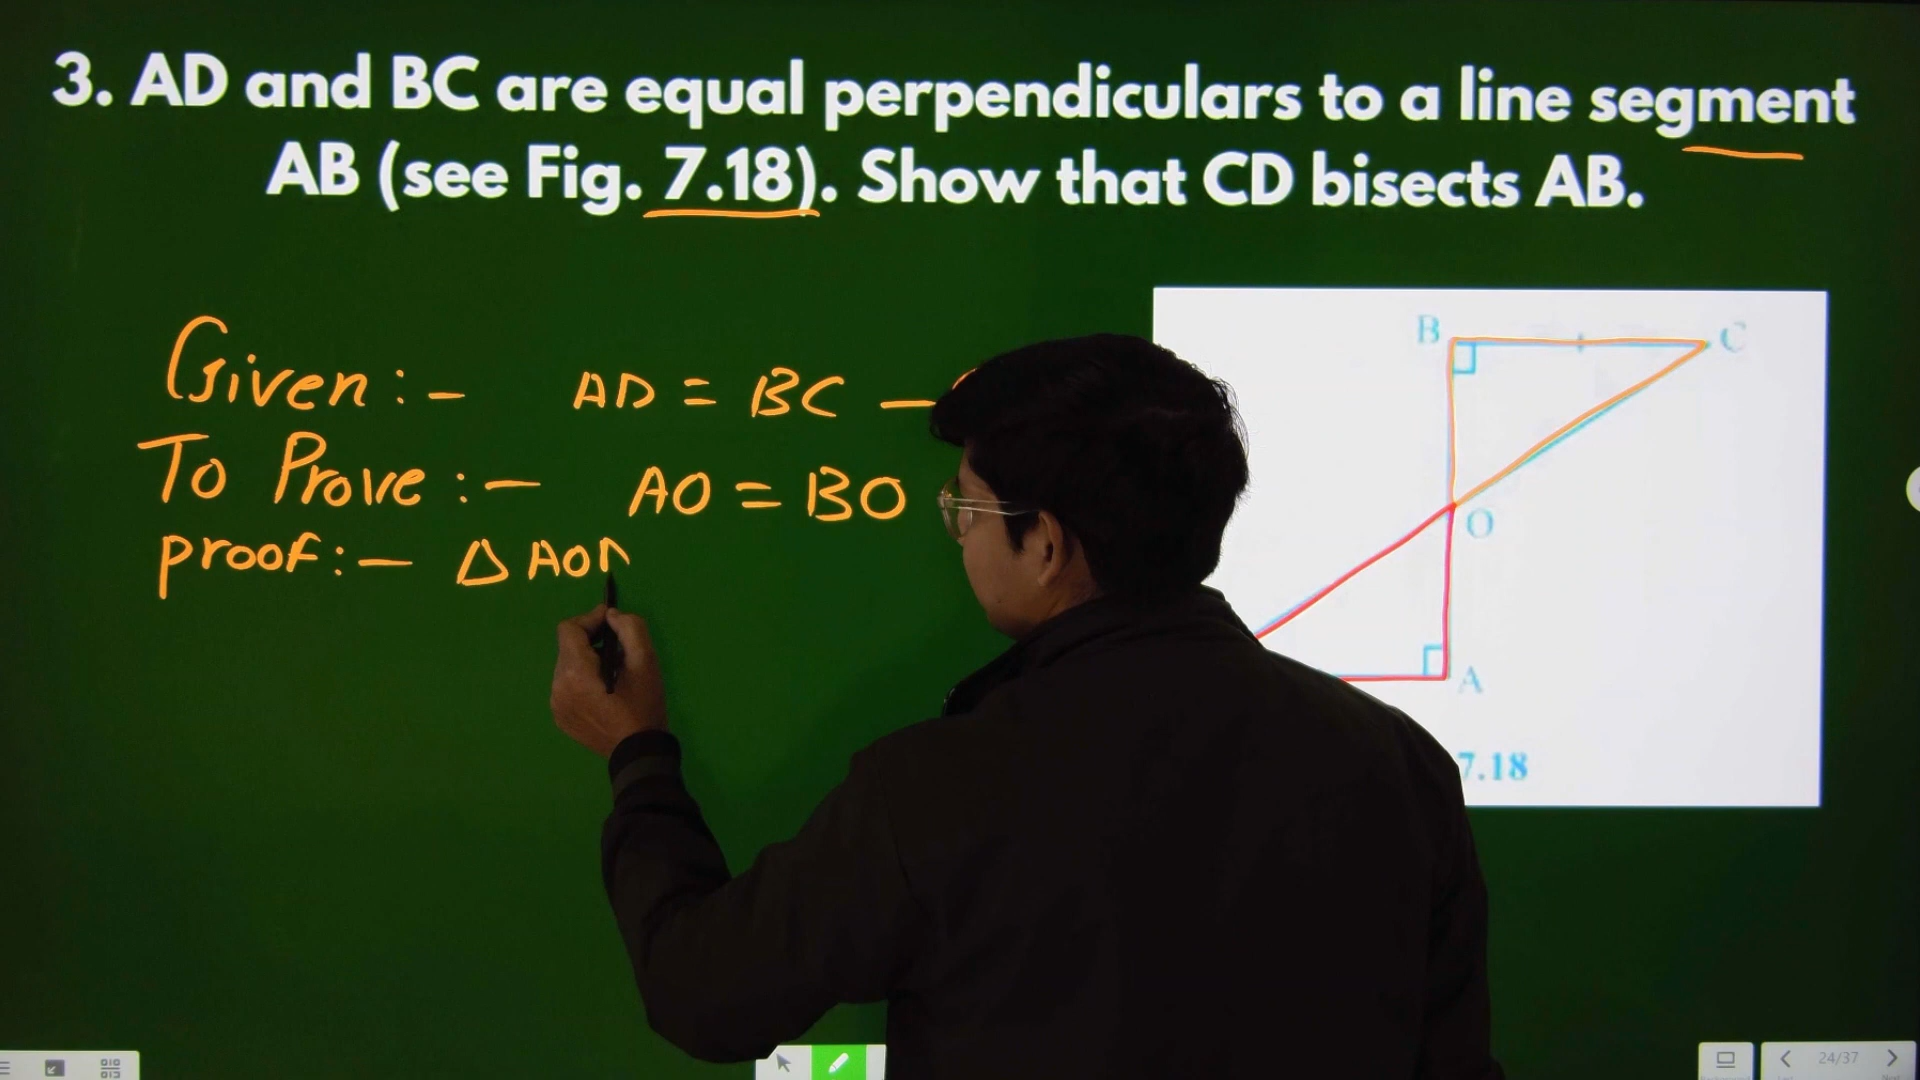 3. AD and BC are equal perpendiculars to a line segment
AB (see Fig. 7.18). Show that CD bisects AB.
Given :- AD = BC -
To Prove :- AO = BO
proof :- Δ AO
B
C
O
A
7.18
24/37